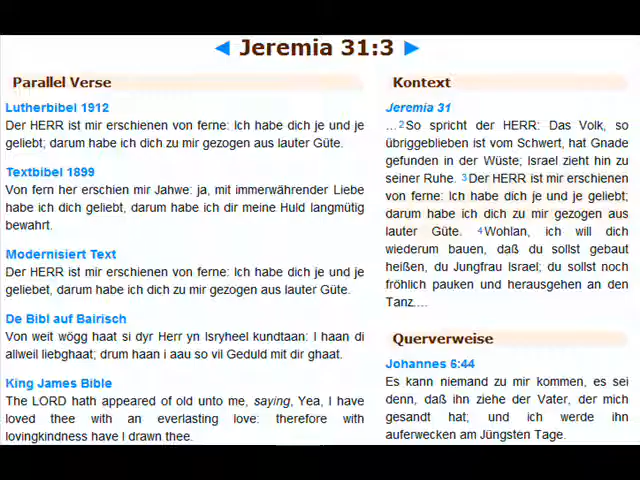 ◄ Jeremia 31:3 ►
Parallel Verse
Lutherbibel 1912
Der HERR ist mir erschienen von ferne: Ich habe dich je und je
geliebt; darum habe ich dich zu mir gezogen aus lauter Güte.
Textbibel 1899
Von fern her erschien mir Jahwe: ja, mit immerwährender Liebe
habe ich dich geliebt, darum habe ich dir meine Huld langmütig
bewahrt.
Modernisiert Text
Der HERR ist mir erschienen von ferne: Ich habe dich je und je
geliebet, darum habe ich dich zu mir gezogen aus lauter Güte.
De Bibl auf Bairisch
Von weit wögg haat si dyr Herr yn Isryheel kundtaan: I haan di
allweil liebghaat; drum haan i aau so vil Geduld mit dir ghaat.
King James Bible
The LORD hath appeared of old unto me, saying, Yea, I have
loved thee with an everlasting love: therefore with
lovingkindness have I drawn thee.
Kontext
Jeremia 31
…2So spricht der HERR: Das Volk, so
übriggeblieben ist vom Schwert, hat Gnade
gefunden in der Wüste; Israel zieht hin zu
seiner Ruhe. 3Der HERR ist mir erschienen
von ferne: Ich habe dich je und je geliebt;
darum habe ich dich zu mir gezogen aus
lauter Güte. 4Wohlan, ich will dich
wiederum bauen, daß du sollst gebaut
heißen, du Jungfrau Israel; du sollst noch
fröhlich pauken und herausgehen an den
Tanz.…
Querverweise
Johannes 6:44
Es kann niemand zu mir kommen, es sei
denn, daß ihn ziehe der Vater, der mich
gesandt hat; und ich werde ihn
auferwecken am Jüngsten Tage.